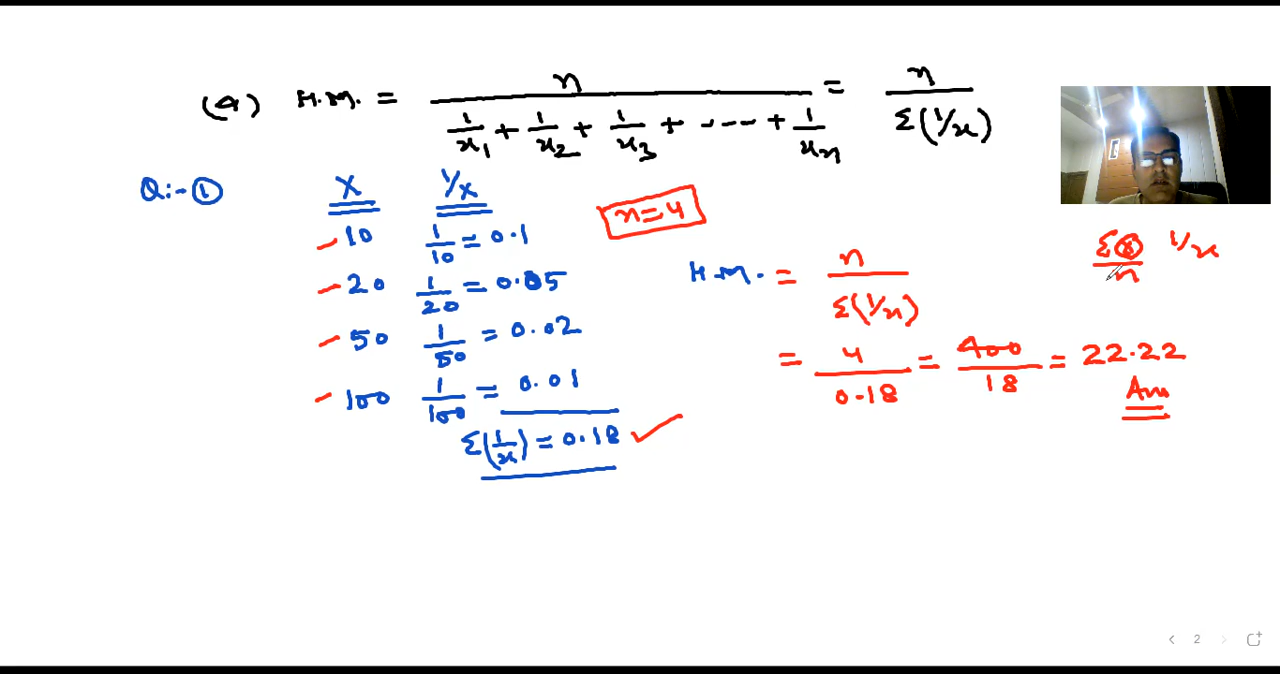 (4) H.M. = n / (1/x₁ + 1/x₂ + 1/x₃ + ---- + 1/xₙ) = n / Σ(1/x)
Q:-①
X 1/X
10 1/10 = 0.1
20 1/20 = 0.05
50 1/50 = 0.02
100 1/100 = 0.01
Σ(1/x) = 0.18
n=4
H.M. = n / Σ(1/x)
= 4 / 0.18 = 400 / 18 = 22.22
Ans
Σx / n 1/x
2